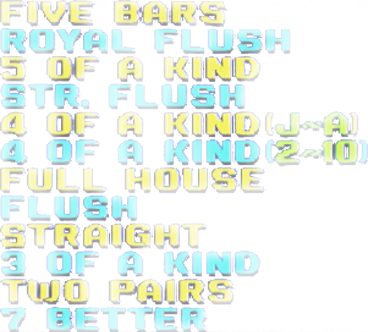 FIVE BARS
ROYAL FLUSH
5 OF A KIND
STR. FLUSH
4 OF A KIND(J~A)
4 OF A KIND(2~10)
FULL HOUSE
FLUSH
STRAIGHT
3 OF A KIND
TWO PAIRS
7 BETTER